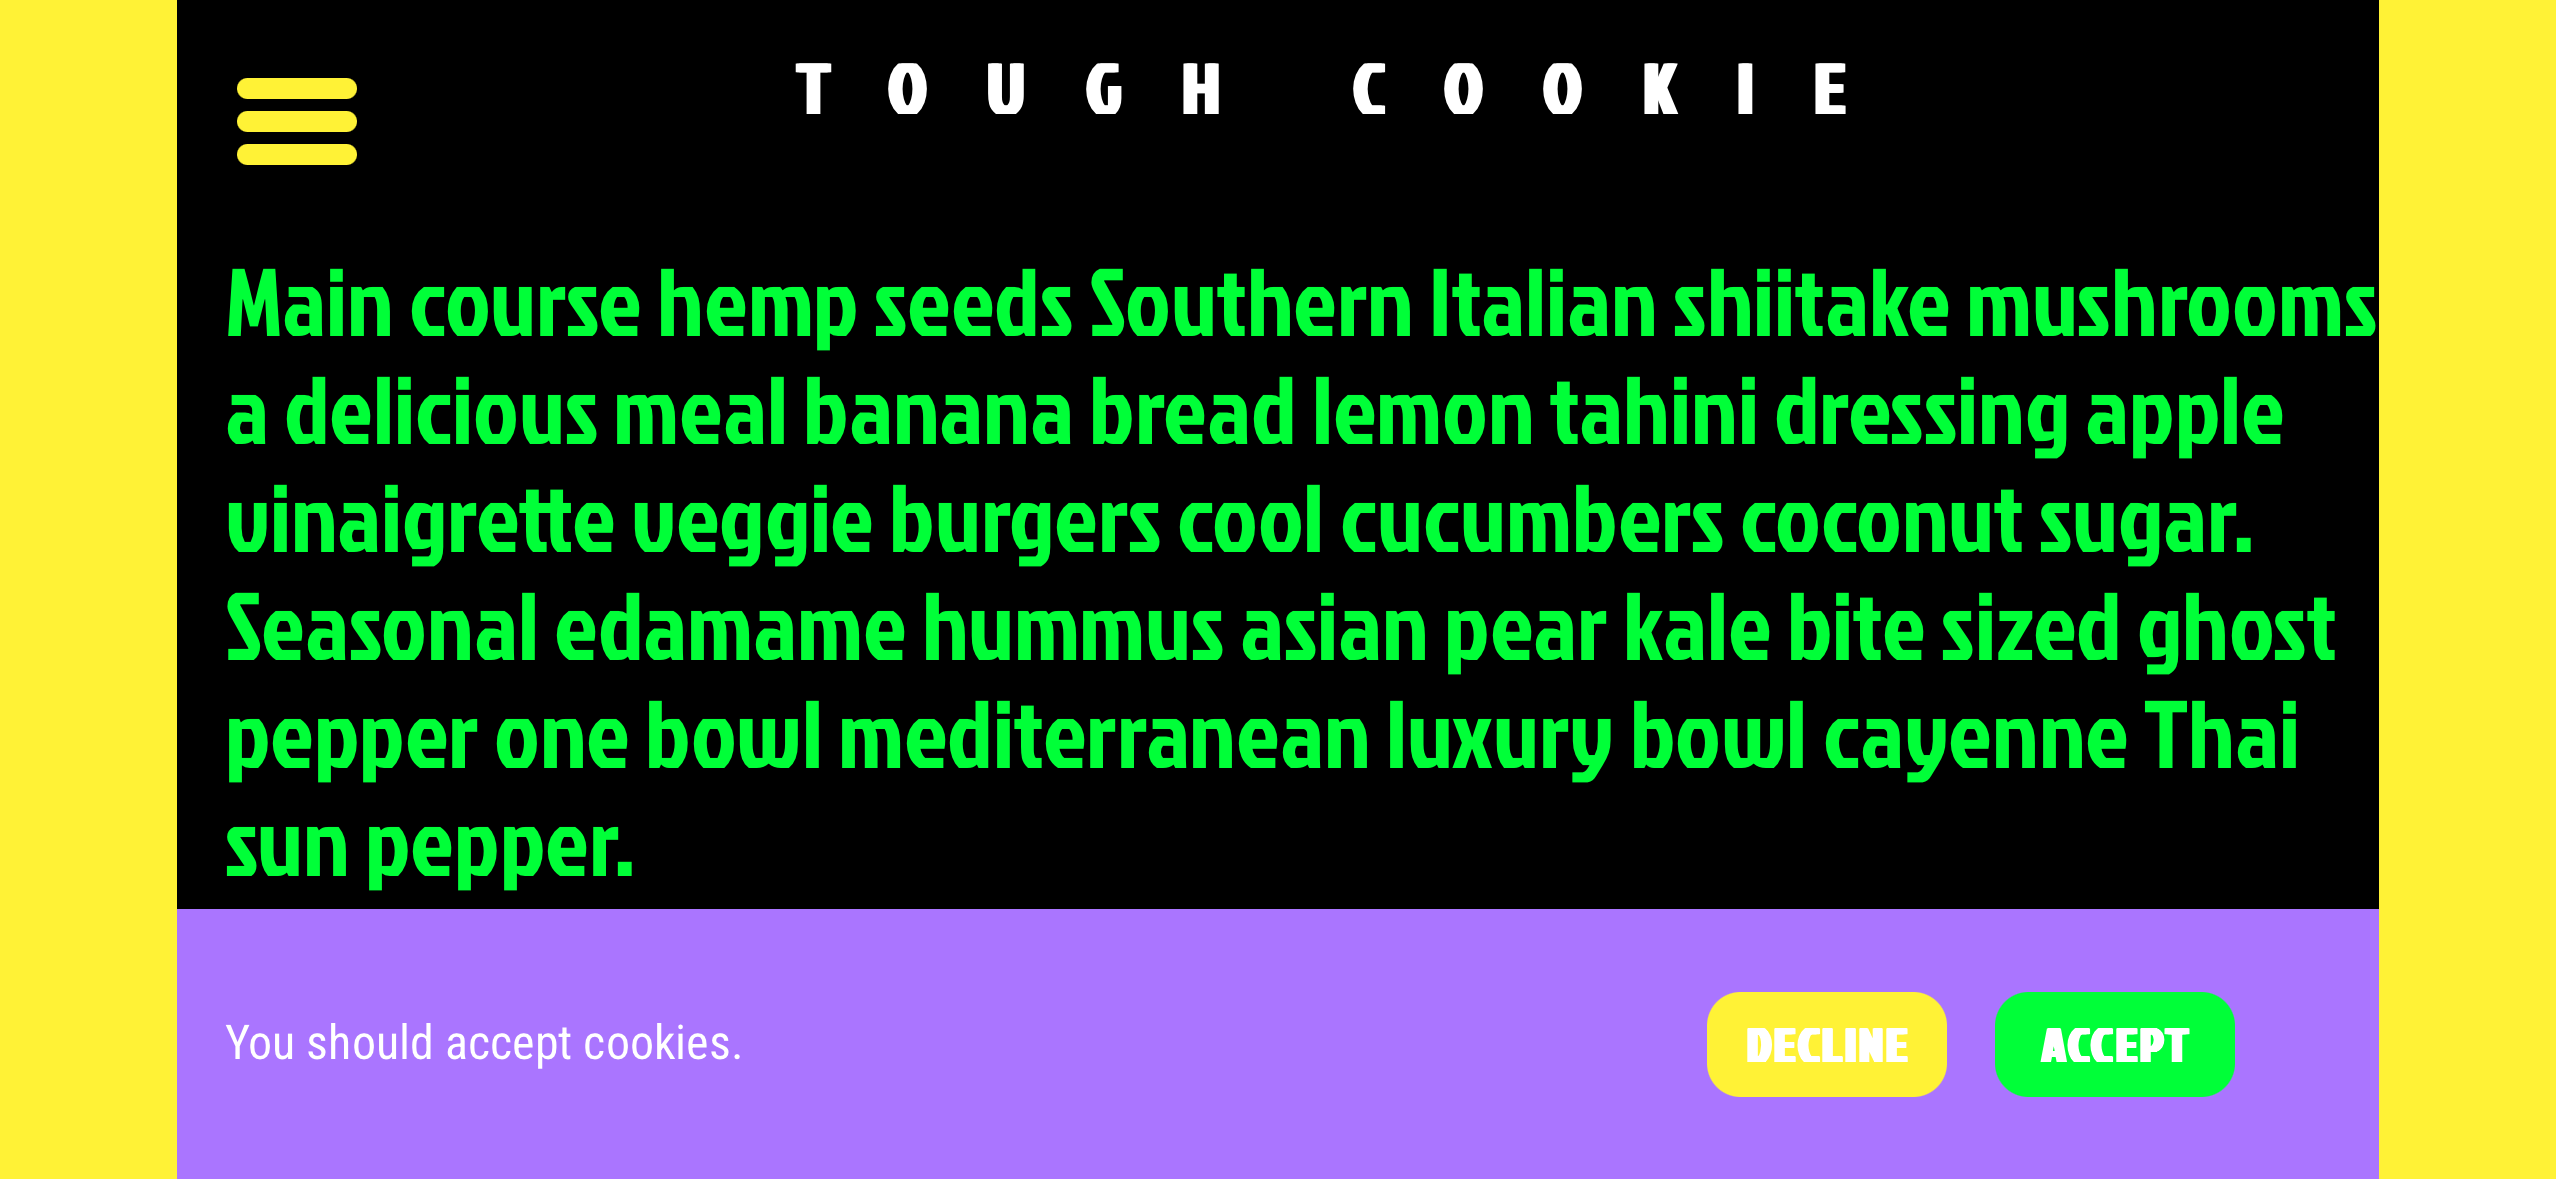 TOUGH COOKIE
Main course hemp seeds Southern Italian shiitake mushrooms
a delicious meal banana bread lemon tahini dressing apple
vinaigrette veggie burgers cool cucumbers coconut sugar.
Seasonal edamame hummus asian pear kale bite sized ghost
pepper one bowl mediterranean luxury bowl cayenne Thai
sun pepper.
You should accept cookies.
DECLINE
ACCEPT